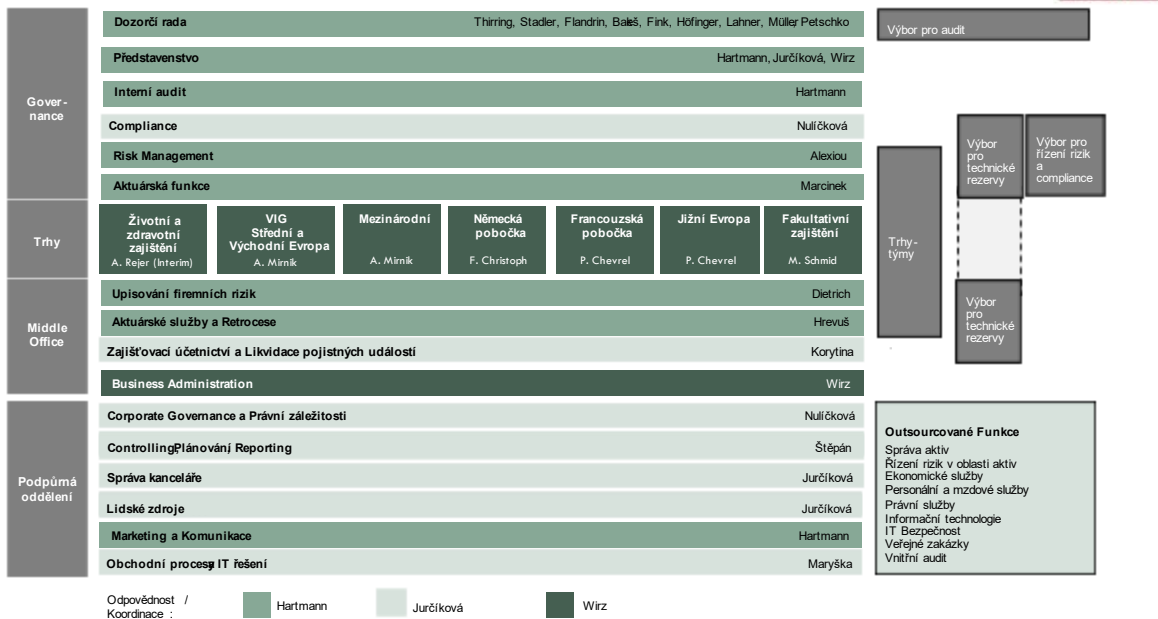 Dozorčí rada Thirring, Stadler, Flandrin, Baleš, Fink, Höfinger, Lahner, Müller, Petschko
Představenstvo Hartmann, Jurčíková, Wirz
Interní audit Hartmann
Gover-
nance
Compliance Nulíčková
Risk Management Alexiou
Aktuárská funkce Marcinek
Výbor pro audit
Trhy
Životní a
zdravotní
zajištění
A. Rejer (Interim)
VIG
Střední a
Východní Evropa
A. Mirnik
Mezinárodní
A. Mirnik
Německá
pobočka
F. Christoph
Francouzská
pobočka
P. Chevrel
Jižní Evropa
P. Chevrel
Fakultativní
zajištění
M. Schmid
Trhy-
týmy
Výbor
pro
technické
rezervy
Výbor pro
řízení rizik
a
compliance
Výbor
pro
technické
rezervy
Middle
Office
Upisování firemních rizik Dietrich
Aktuárské služby a Retrocese Hrevuš
Zajišťovací účetnictví a Likvidace pojistných událostí Korytina
Business Administration Wirz
Podpůrná
oddělení
Corporate Governance a Právní záležitosti Nulíčková
Controlling, Plánování, Reporting Štěpán
Správa kanceláře Jurčíková
Lidské zdroje Jurčíková
Marketing a Komunikace Hartmann
Obchodní procesy a IT řešení Maryška
Outsourcované Funkce
Správa aktiv
Řízení rizik v oblasti aktiv
Ekonomické služby
Personální a mzdové služby
Právní služby
Informační technologie
IT Bezpečnost
Veřejné zakázky
Vnitřní audit
Odpovědnost /
Koordinace :
Hartmann
Jurčíková
Wirz